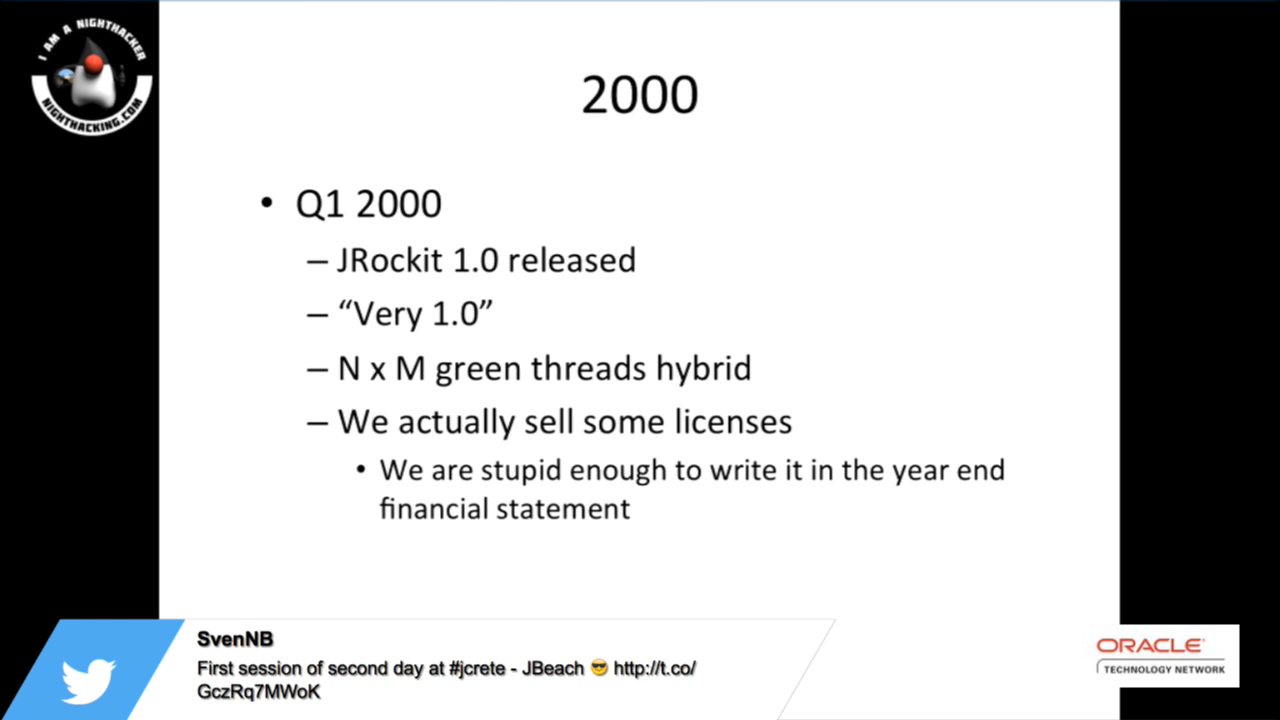 I AM A NIGHTHACKER
NIGHTHACKING.COM
2000
• Q1 2000
– JRockit 1.0 released
– “Very 1.0”
– N x M green threads hybrid
– We actually sell some licenses
• We are stupid enough to write it in the year end
financial statement
SvenNB
First session of second day at #jcrete - JBeach 😎 http://t.co/
GczRq7MWoK
ORACLE
TECHNOLOGY NETWORK